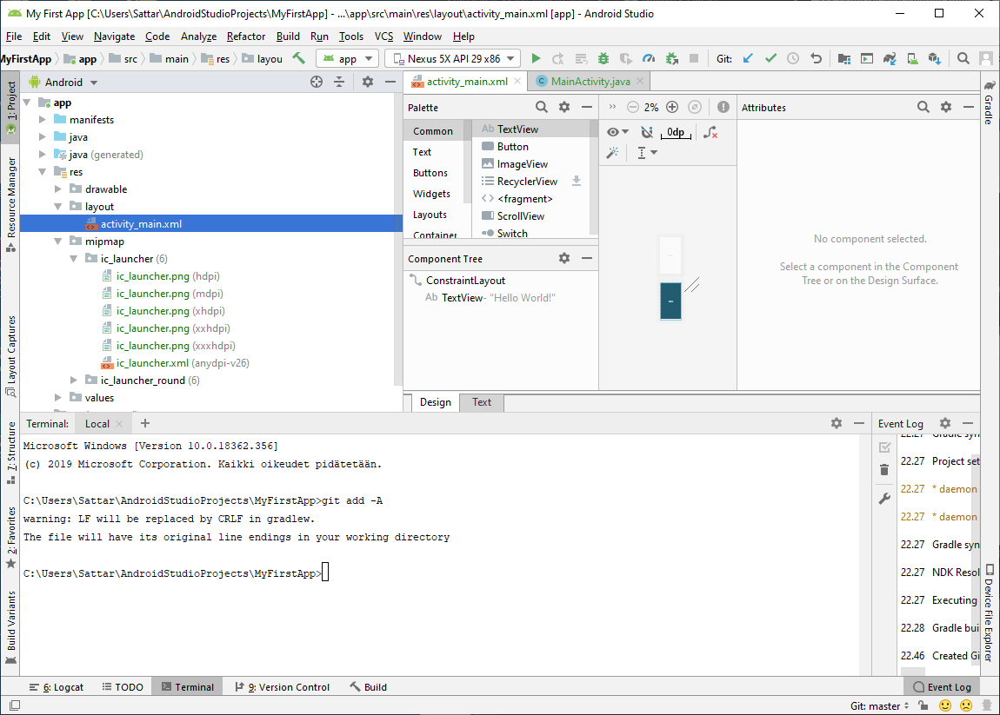 My First App [C:\Users\Sattar\AndroidStudioProjects\MyFirstApp] - ...\app\src\main\res\layout\activity_main.xml [app] - Android Studio
File Edit View Navigate Code Analyze Refactor Build Run Tools VCS Window Help
MyFirstApp app src main res layou app Nexus 5X API 29 x86 Git:
1: Project
Resource Manager
Layout Captures
7: Structure
2: Favorites
Build Variants
Android
app
manifests
java
java (generated)
res
drawable
layout
activity_main.xml
mipmap
ic_launcher (6)
ic_launcher.png (hdpi)
ic_launcher.png (mdpi)
ic_launcher.png (xhdpi)
ic_launcher.png (xxhdpi)
ic_launcher.png (xxxhdpi)
ic_launcher.xml (anydpi-v26)
ic_launcher_round (6)
values
activity_main.xml MainActivity.java
Palette
Common
Text
Buttons
Widgets
Layouts
Container
Ab TextView
Button
ImageView
RecyclerView
<fragment>
ScrollView
Switch
Component Tree
ConstraintLayout
Ab TextView- "Hello World!"
2%
0dp
Attributes
No component selected.
Select a component in the Component
Tree or on the Design Surface.
Design Text
Gradle
Device File Explorer
Terminal: Local
Microsoft Windows [Version 10.0.18362.356]
(c) 2019 Microsoft Corporation. Kaikki oikeudet pidätetään.
C:\Users\Sattar\AndroidStudioProjects\MyFirstApp>git add -A
warning: LF will be replaced by CRLF in gradlew.
The file will have its original line endings in your working directory
C:\Users\Sattar\AndroidStudioProjects\MyFirstApp>
Event Log
22.27 Gradle syn
22.27 Project set
22.27 * daemon
22.27 * daemon
22.27 Gradle syn
22.27 NDK Resol
22.27 Executing
22.28 Gradle bui
22.46 Created Gi
6: Logcat TODO Terminal 9: Version Control Build Event Log
Git: master